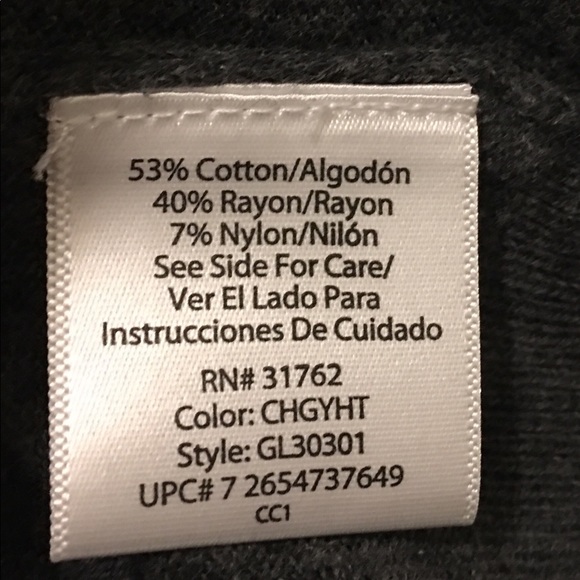 53% Cotton/Algodón
40% Rayon/Rayon
7% Nylon/Nilón
See Side For Care/
Ver El Lado Para
Instrucciones De Cuidado
RN# 31762
Color: CHGYHT
Style: GL30301
UPC# 7 2654737649
CC1